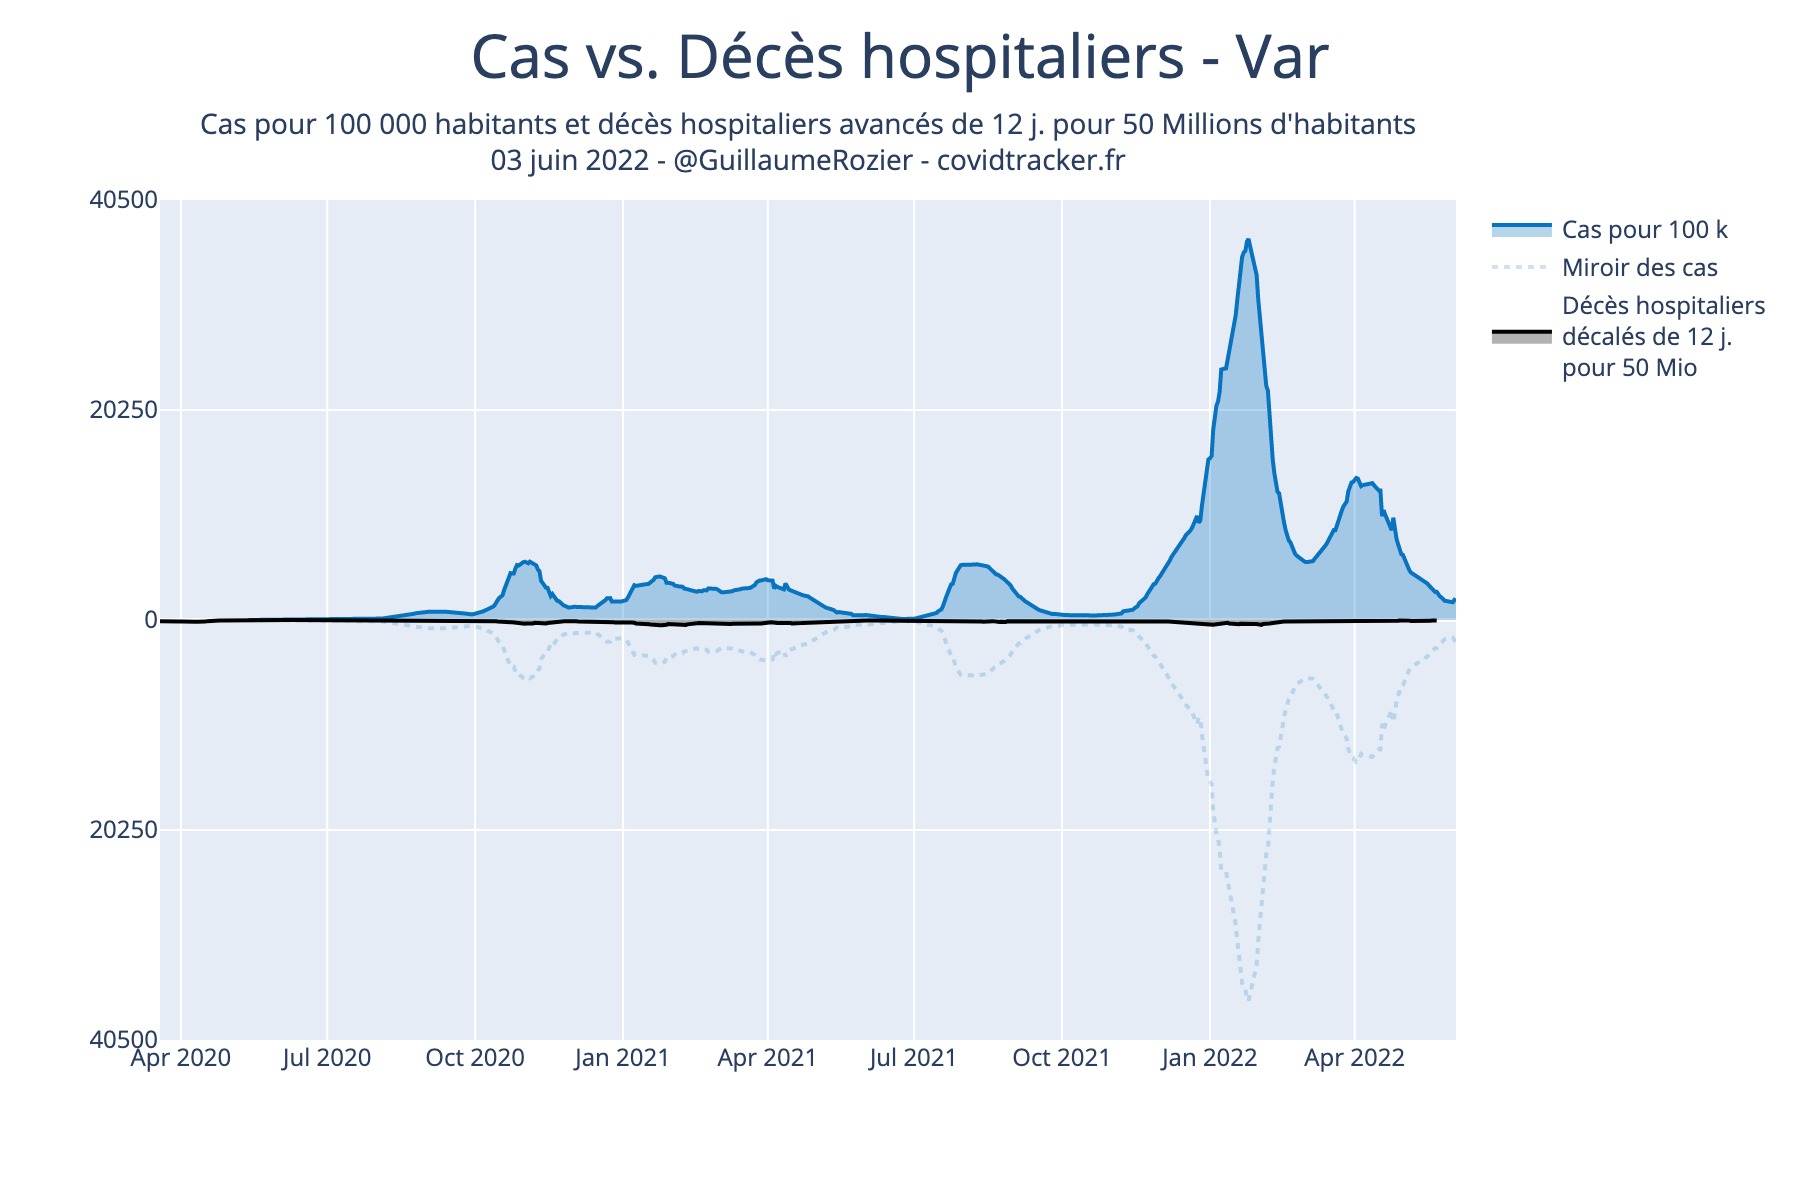 Cas vs. Décès hospitaliers - Var
Cas pour 100 000 habitants et décès hospitaliers avancés de 12 j. pour 50 Millions d'habitants
03 juin 2022 - @GuillaumeRozier - covidtracker.fr
40500
20250
0
20250
40500
Apr 2020
Jul 2020
Oct 2020
Jan 2021
Apr 2021
Jul 2021
Oct 2021
Jan 2022
Apr 2022
Cas pour 100 k
Miroir des cas
Décès hospitaliers
décalés de 12 j.
pour 50 Mio